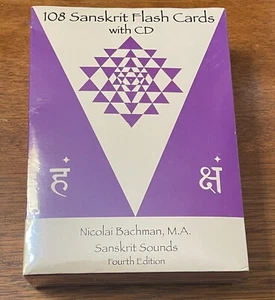 108 Sanskrit Flash Cards
with CD
हं क्षं
Nicolai Bachman, M.A.
Sanskrit Sounds
Fourth Edition